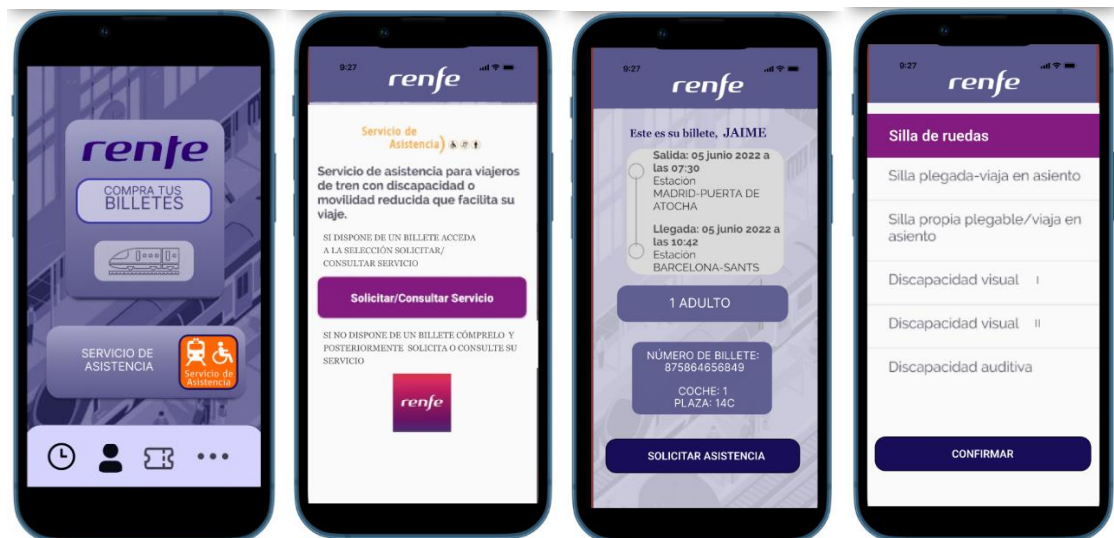 renfe
COMPRA TUS
BILLETES
SERVICIO DE
ASISTENCIA
Servicio de
Asistencia
9:27
renfe
Servicio de
Asistencia)
Servicio de asistencia para viajeros
de tren con discapacidad o
movilidad reducida que facilita su
viaje.
SI DISPONE DE UN BILLETE ACCEDA
A LA SELECCIÓN SOLICITAR/
CONSULTAR SERVICIO
Solicitar/Consultar Servicio
SI NO DISPONE DE UN BILLETE CÓMPRELO Y
POSTERIORMENTE SOLICITA O CONSULTE SU
SERVICIO
renfe
9:27
renfe
Este es su billete, JAIME
Salida: 05 junio 2022 a
las 07:30
Estación
MADRID-PUERTA DE
ATOCHA
Llegada: 05 junio 2022 a
las 10:42
Estación
BARCELONA-SANTS
1 ADULTO
NÚMERO DE BILLETE:
875864656849
COCHE: 1
PLAZA: 14C
SOLICITAR ASISTENCIA
9:27
renfe
Silla de ruedas
Silla plegada-viaja en asiento
Silla propia plegable/viaja en
asiento
Discapacidad visual I
Discapacidad visual II
Discapacidad auditiva
CONFIRMAR